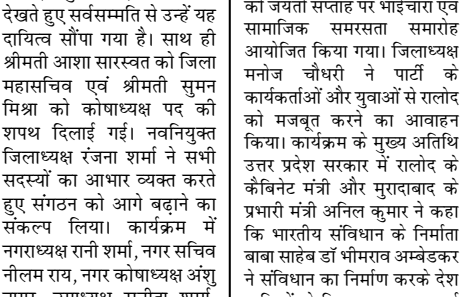 देखते हुए सर्वसम्मति से उन्हें यह
दायित्व सौंपा गया है। साथ ही
श्रीमती आशा सारस्वत को जिला
महासचिव एवं श्रीमती सुमन
मिश्रा को कोषाध्यक्ष पद की
शपथ दिलाई गई। नवनियुक्त
जिलाध्यक्ष रंजना शर्मा ने सभी
सदस्यों का आभार व्यक्त करते
हुए संगठन को आगे बढ़ाने का
संकल्प लिया। कार्यक्रम में
नगराध्यक्ष रानी शर्मा, नगर सचिव
नीलम राय, नगर कोषाध्यक्ष अंशु
की जयंती सप्ताह पर भाईचारा एवं
सामाजिक समरसता समारोह
आयोजित किया गया। जिलाध्यक्ष
मनोज चौधरी ने पार्टी के
कार्यकर्ताओं और युवाओं से रालोद
को मजबूत करने का आवाहन
किया। कार्यक्रम के मुख्य अतिथि
उत्तर प्रदेश सरकार में रालोद के
कैबिनेट मंत्री और मुरादाबाद के
प्रभारी मंत्री अनिल कुमार ने कहा
कि भारतीय संविधान के निर्माता
बाबा साहेब डॉ भीमराव अम्बेडकर
ने संविधान का निर्माण करके देश